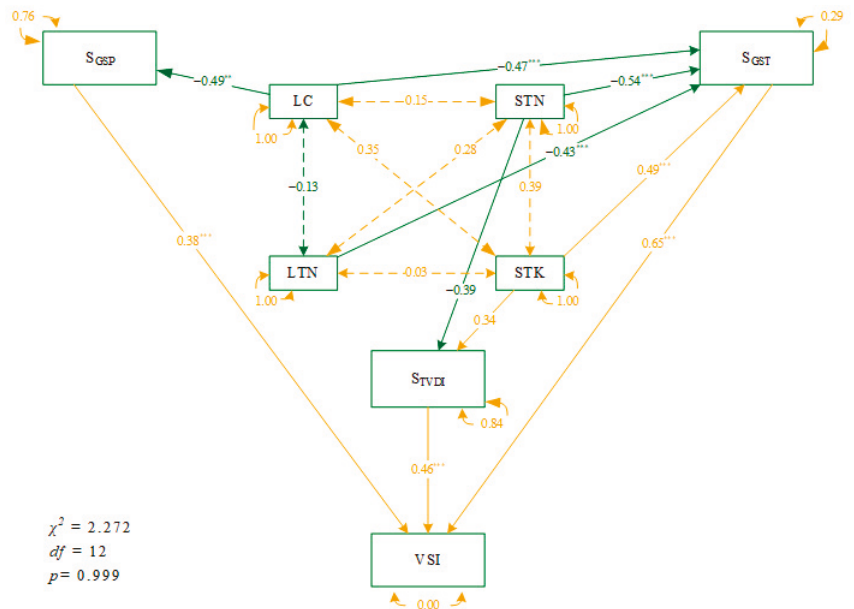 0.76
0.29
S_GSP
S_GST
−0.47***
−0.49**
−0.54***
LC
0.15
STN
1.00
1.00
0.35
0.28
−0.43***
0.49***
−0.13
0.39
0.38***
0.65***
LTN
0.03
STK
1.00
−0.39
1.00
0.34
S_TVDI
0.84
0.46***
χ² = 2.272
df = 12
p= 0.999
VSI
0.00